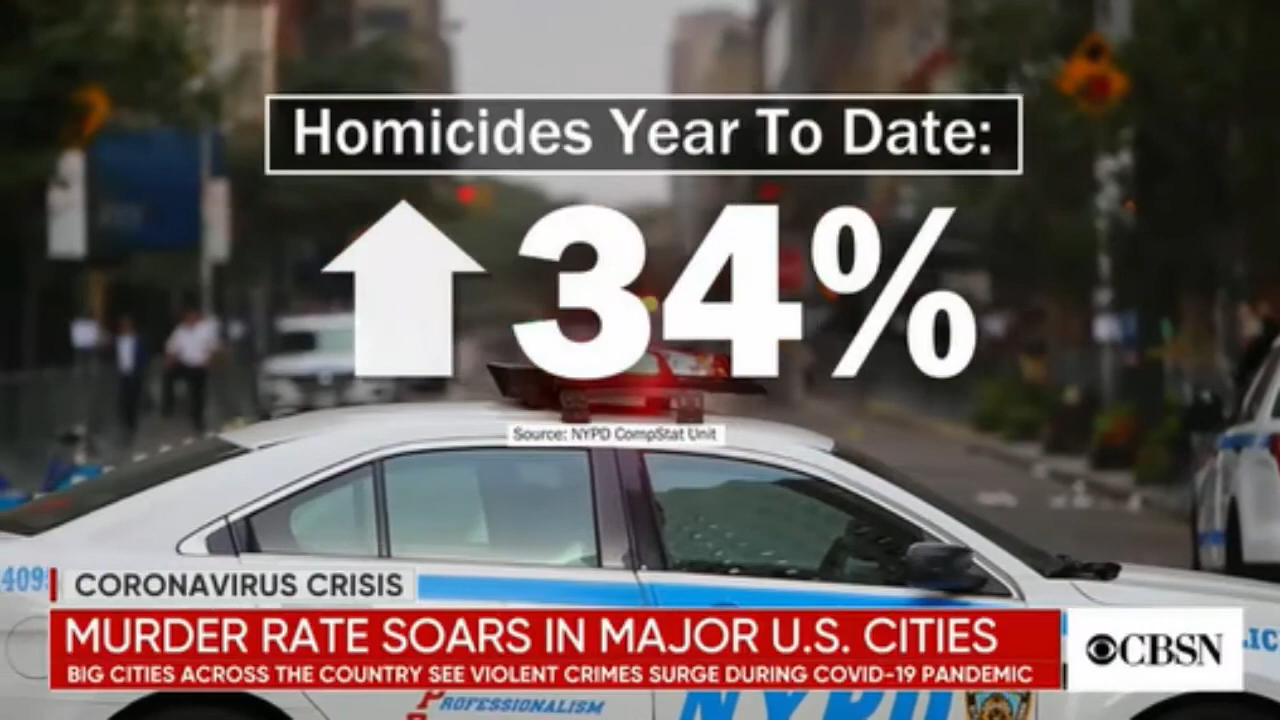 Homicides Year To Date:
34%
Source: NYPD CompStat Unit
409
CORONAVIRUS CRISIS
MURDER RATE SOARS IN MAJOR U.S. CITIES
BIG CITIES ACROSS THE COUNTRY SEE VIOLENT CRIMES SURGE DURING COVID-19 PANDEMIC
CBSN
PROFESSIONALISM
NYPD